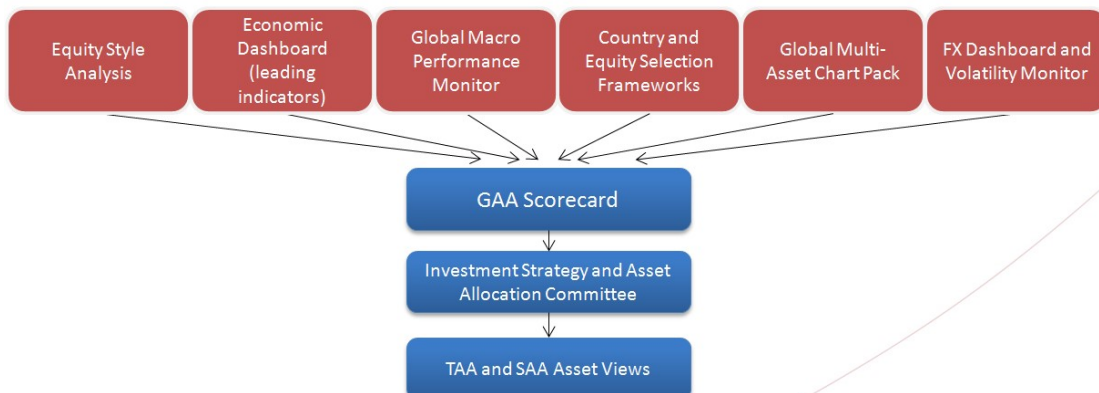 Equity Style
Analysis
Economic
Dashboard
(leading
indicators)
Global Macro
Performance
Monitor
Country and
Equity Selection
Frameworks
Global Multi-
Asset Chart Pack
FX Dashboard and
Volatility Monitor
GAA Scorecard
Investment Strategy and Asset
Allocation Committee
TAA and SAA Asset Views